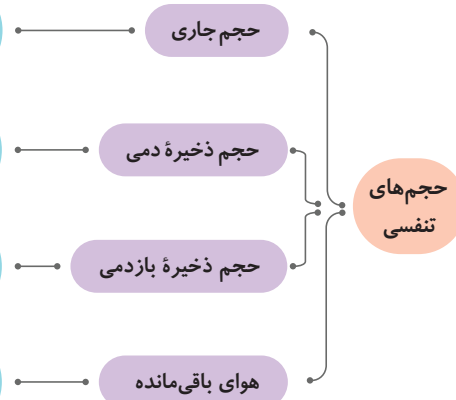 حجم‌های
تنفسی
حجم جاری
حجم ذخیرهٔ دمی
حجم ذخیرهٔ بازدمی
هوای باقی‌مانده